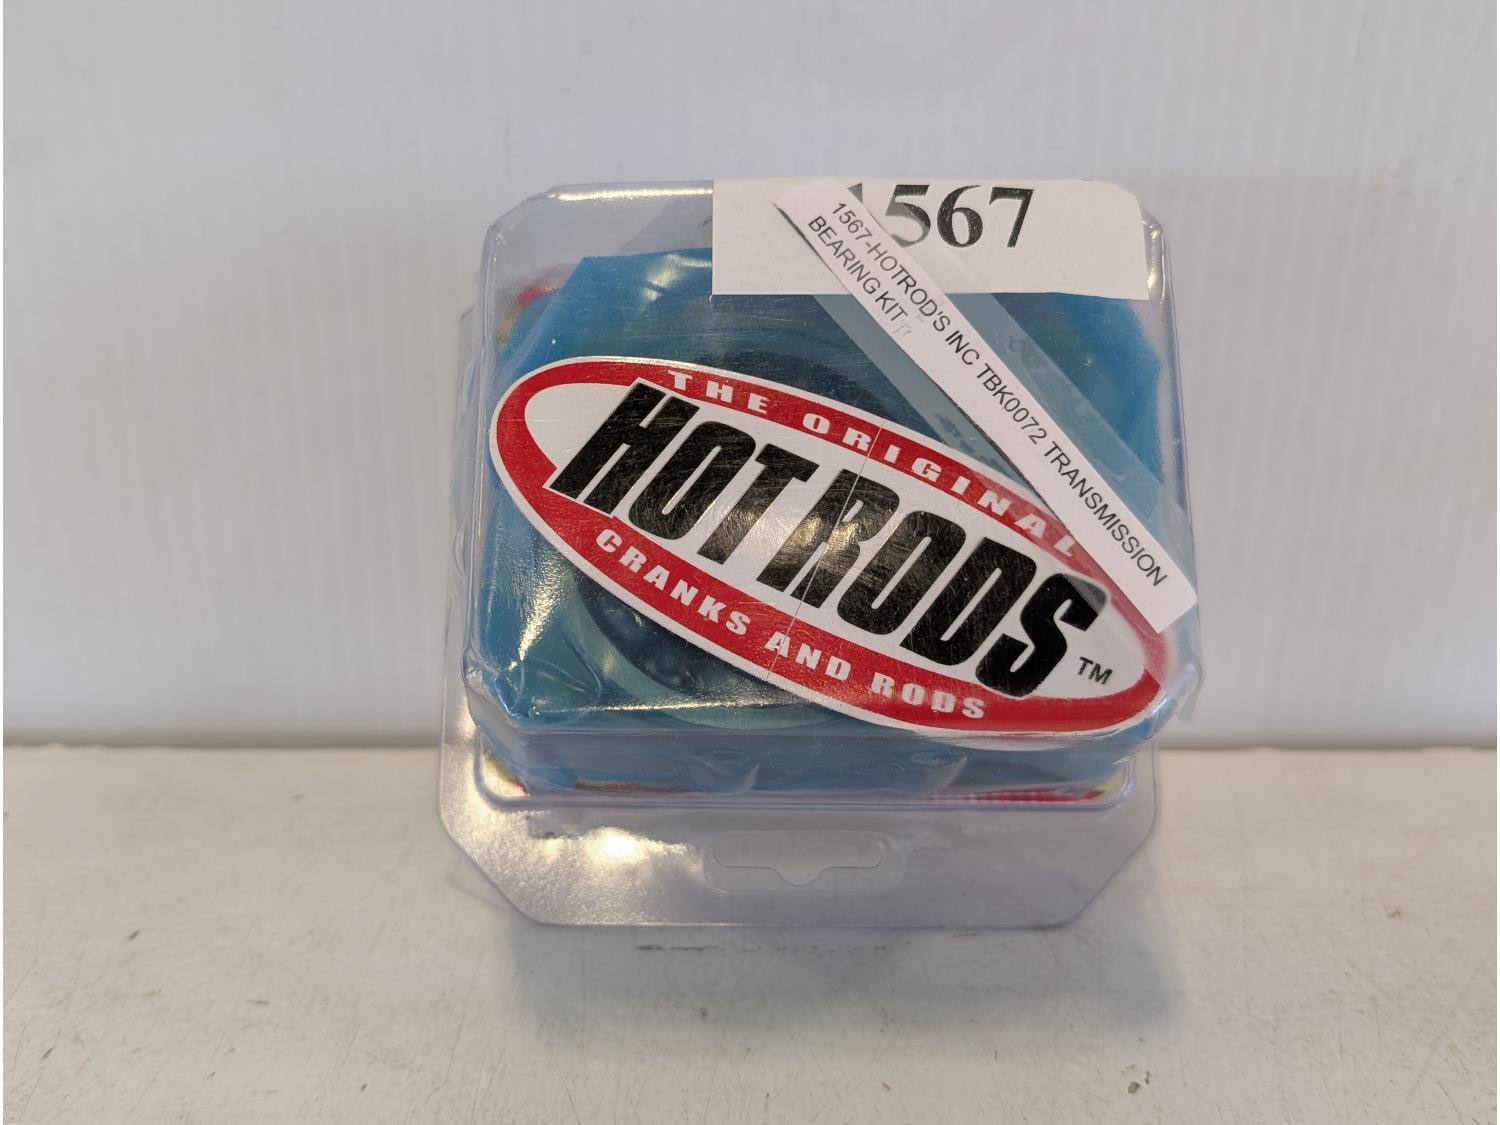 1567
1567-HOTROD'S INC TBK0072 TRANSMISSION
BEARING KIT
THE ORIGINAL
HOT RODS
TM
CRANKS AND RODS